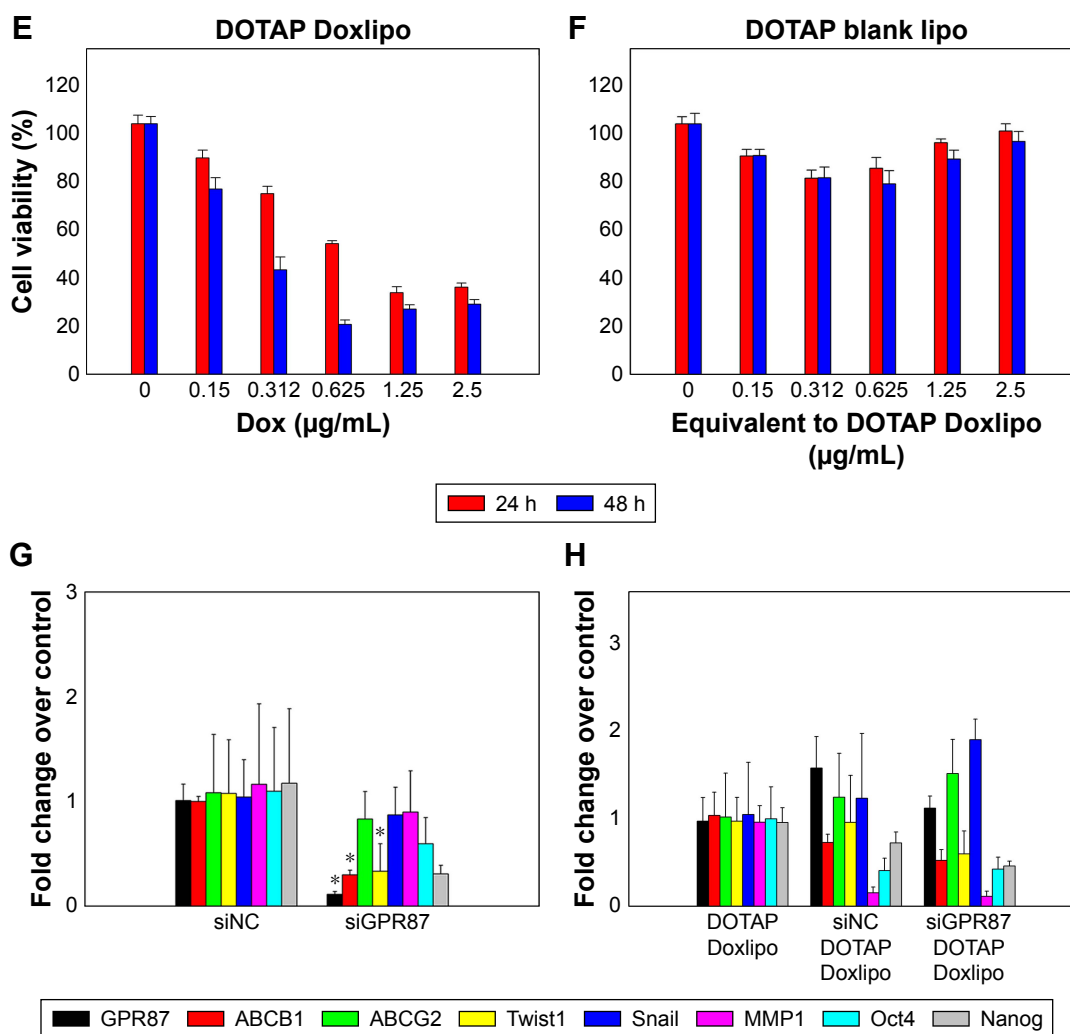 E
DOTAP Doxlipo
Cell viability (%)
120
100
80
60
40
20
0
0 0.15 0.312 0.625 1.25 2.5
Dox (µg/mL)
F
DOTAP blank lipo
120
100
80
60
40
20
0
0 0.15 0.312 0.625 1.25 2.5
Equivalent to DOTAP Doxlipo
(µg/mL)
24 h 48 h
G
Fold change over control
3
2
1
0
* * *
siNC siGPR87
H
Fold change over control
3
2
1
0
DOTAP siNC siGPR87
Doxlipo DOTAP DOTAP
Doxlipo Doxlipo
GPR87 ABCB1 ABCG2 Twist1 Snail MMP1 Oct4 Nanog